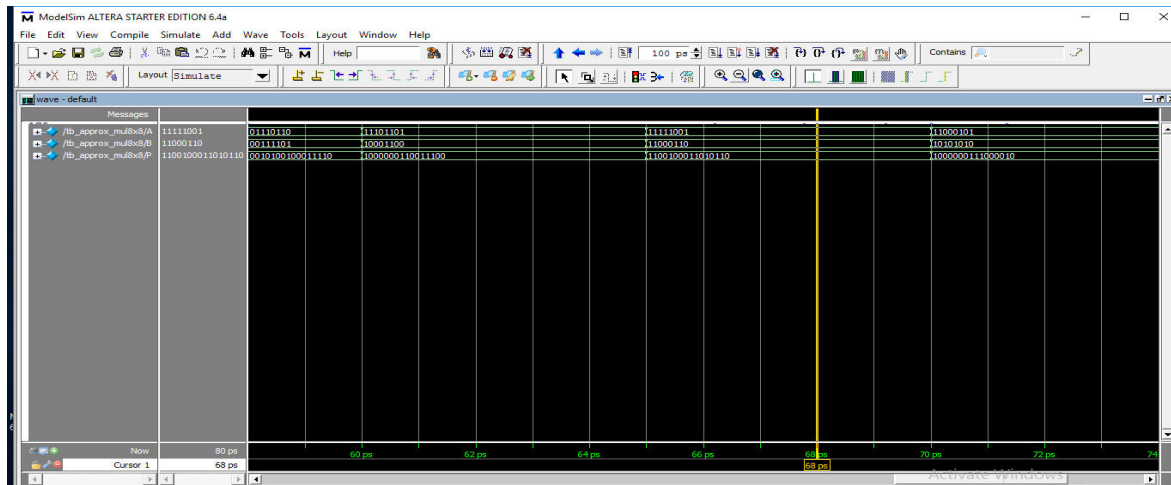 ModelSim ALTERA STARTER EDITION 6.4a
File Edit View Compile Simulate Add Wave Tools Layout Window Help
Help 100 ps Contains
Layout Simulate
wave - default
Messages
/tb_approx_mul8x8/A 11111001 01110110 11101101 11111001 11000101
/tb_approx_mul8x8/B 11000110 00111101 10001100 11000110 10101010
/tb_approx_mul8x8/P 1100100011010110 0010100100011110 1000000110011100 1100100011010110 1000000111000010
Now 80 ps 60 ps 62 ps 64 ps 66 ps 68 ps 70 ps 72 ps 74
Cursor 1 68 ps 68 ps
Activate Windows